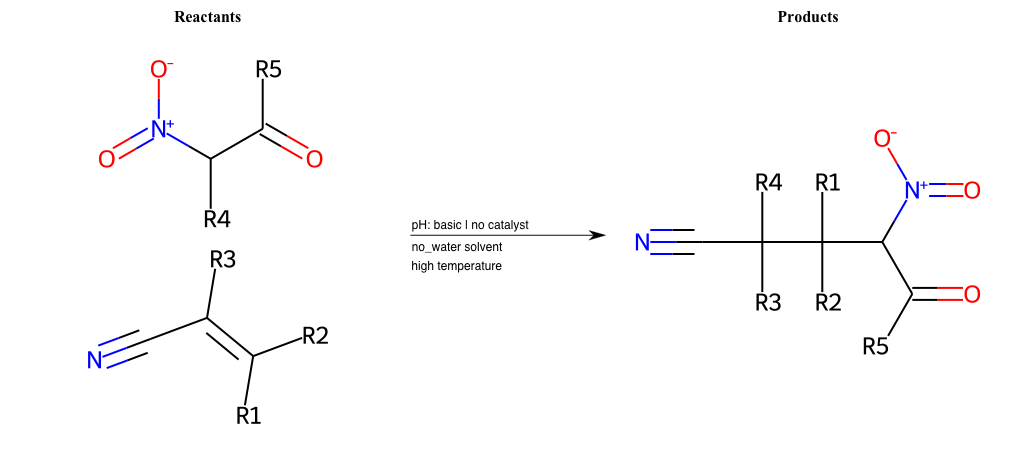 Reactants
Products
O-
R5
N+
O
O
R4
R3
N
R2
R1
pH: basic | no catalyst
no_water solvent
high temperature
O-
R4
R1
N+
O
N
R3
R2
O
R5